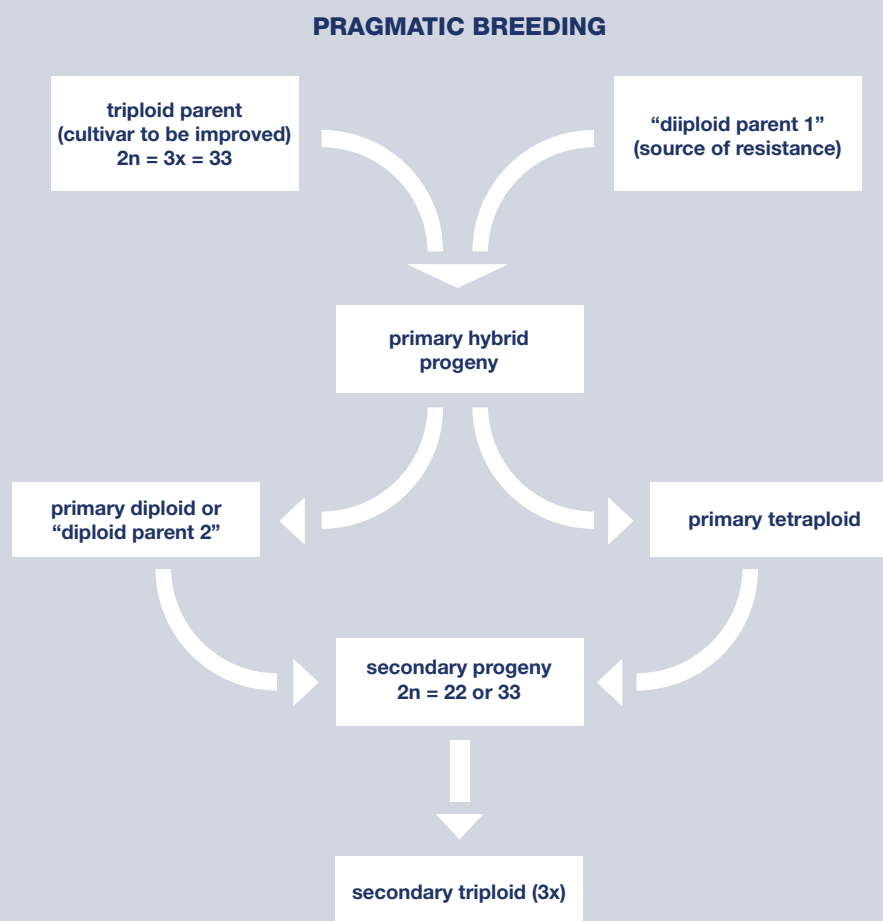 PRAGMATIC BREEDING
triploid parent
(cultivar to be improved)
2n = 3x = 33
“diiploid parent 1”
(source of resistance)
primary hybrid
progeny
primary diploid or
“diploid parent 2”
primary tetraploid
secondary progeny
2n = 22 or 33
secondary triploid (3x)